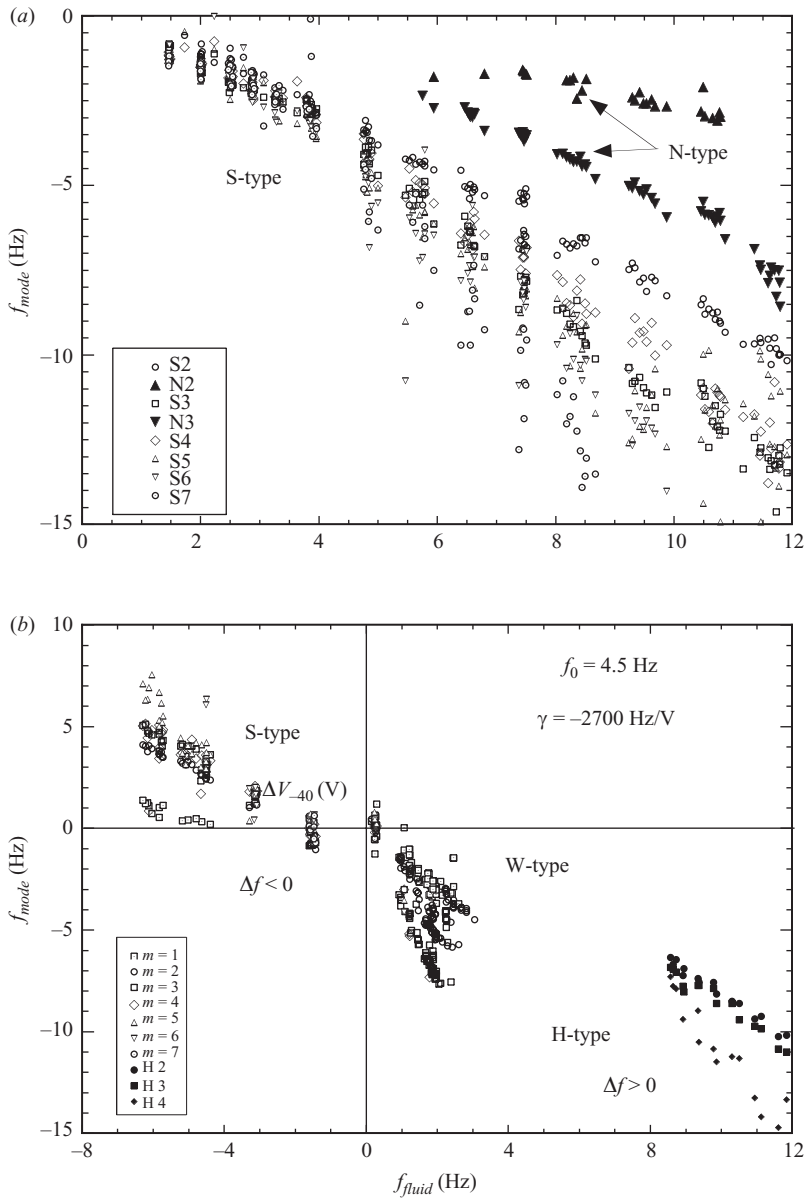 (a)
0
−5
−10
−15
f_mode (Hz)
S-type
N-type
S2
N2
S3
N3
S4
S5
S6
S7
0 2 4 6 8 10 12
(b)
10
5
0
−5
−10
−15
f_mode (Hz)
f₀ = 4.5 Hz
γ = −2700 Hz/V
S-type
ΔV₋₄₀ (V)
W-type
Δf < 0
H-type
Δf > 0
m = 1
m = 2
m = 3
m = 4
m = 5
m = 6
m = 7
H 2
H 3
H 4
−8 −4 0 4 8 12
f_fluid (Hz)